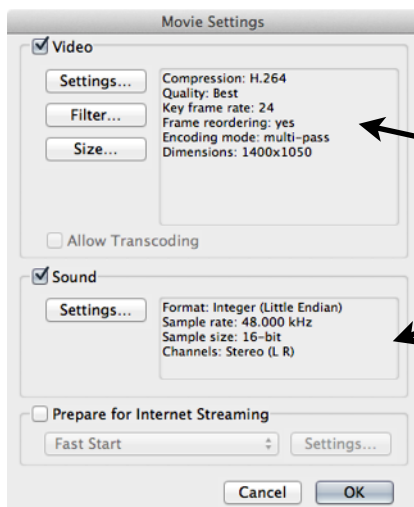 Movie Settings
Video
Settings...
Filter...
Size...
Compression: H.264
Quality: Best
Key frame rate: 24
Frame reordering: yes
Encoding mode: multi-pass
Dimensions: 1400x1050
Allow Transcoding
Sound
Settings...
Format: Integer (Little Endian)
Sample rate: 48.000 kHz
Sample size: 16-bit
Channels: Stereo (L R)
Prepare for Internet Streaming
Fast Start
Settings...
Cancel
OK